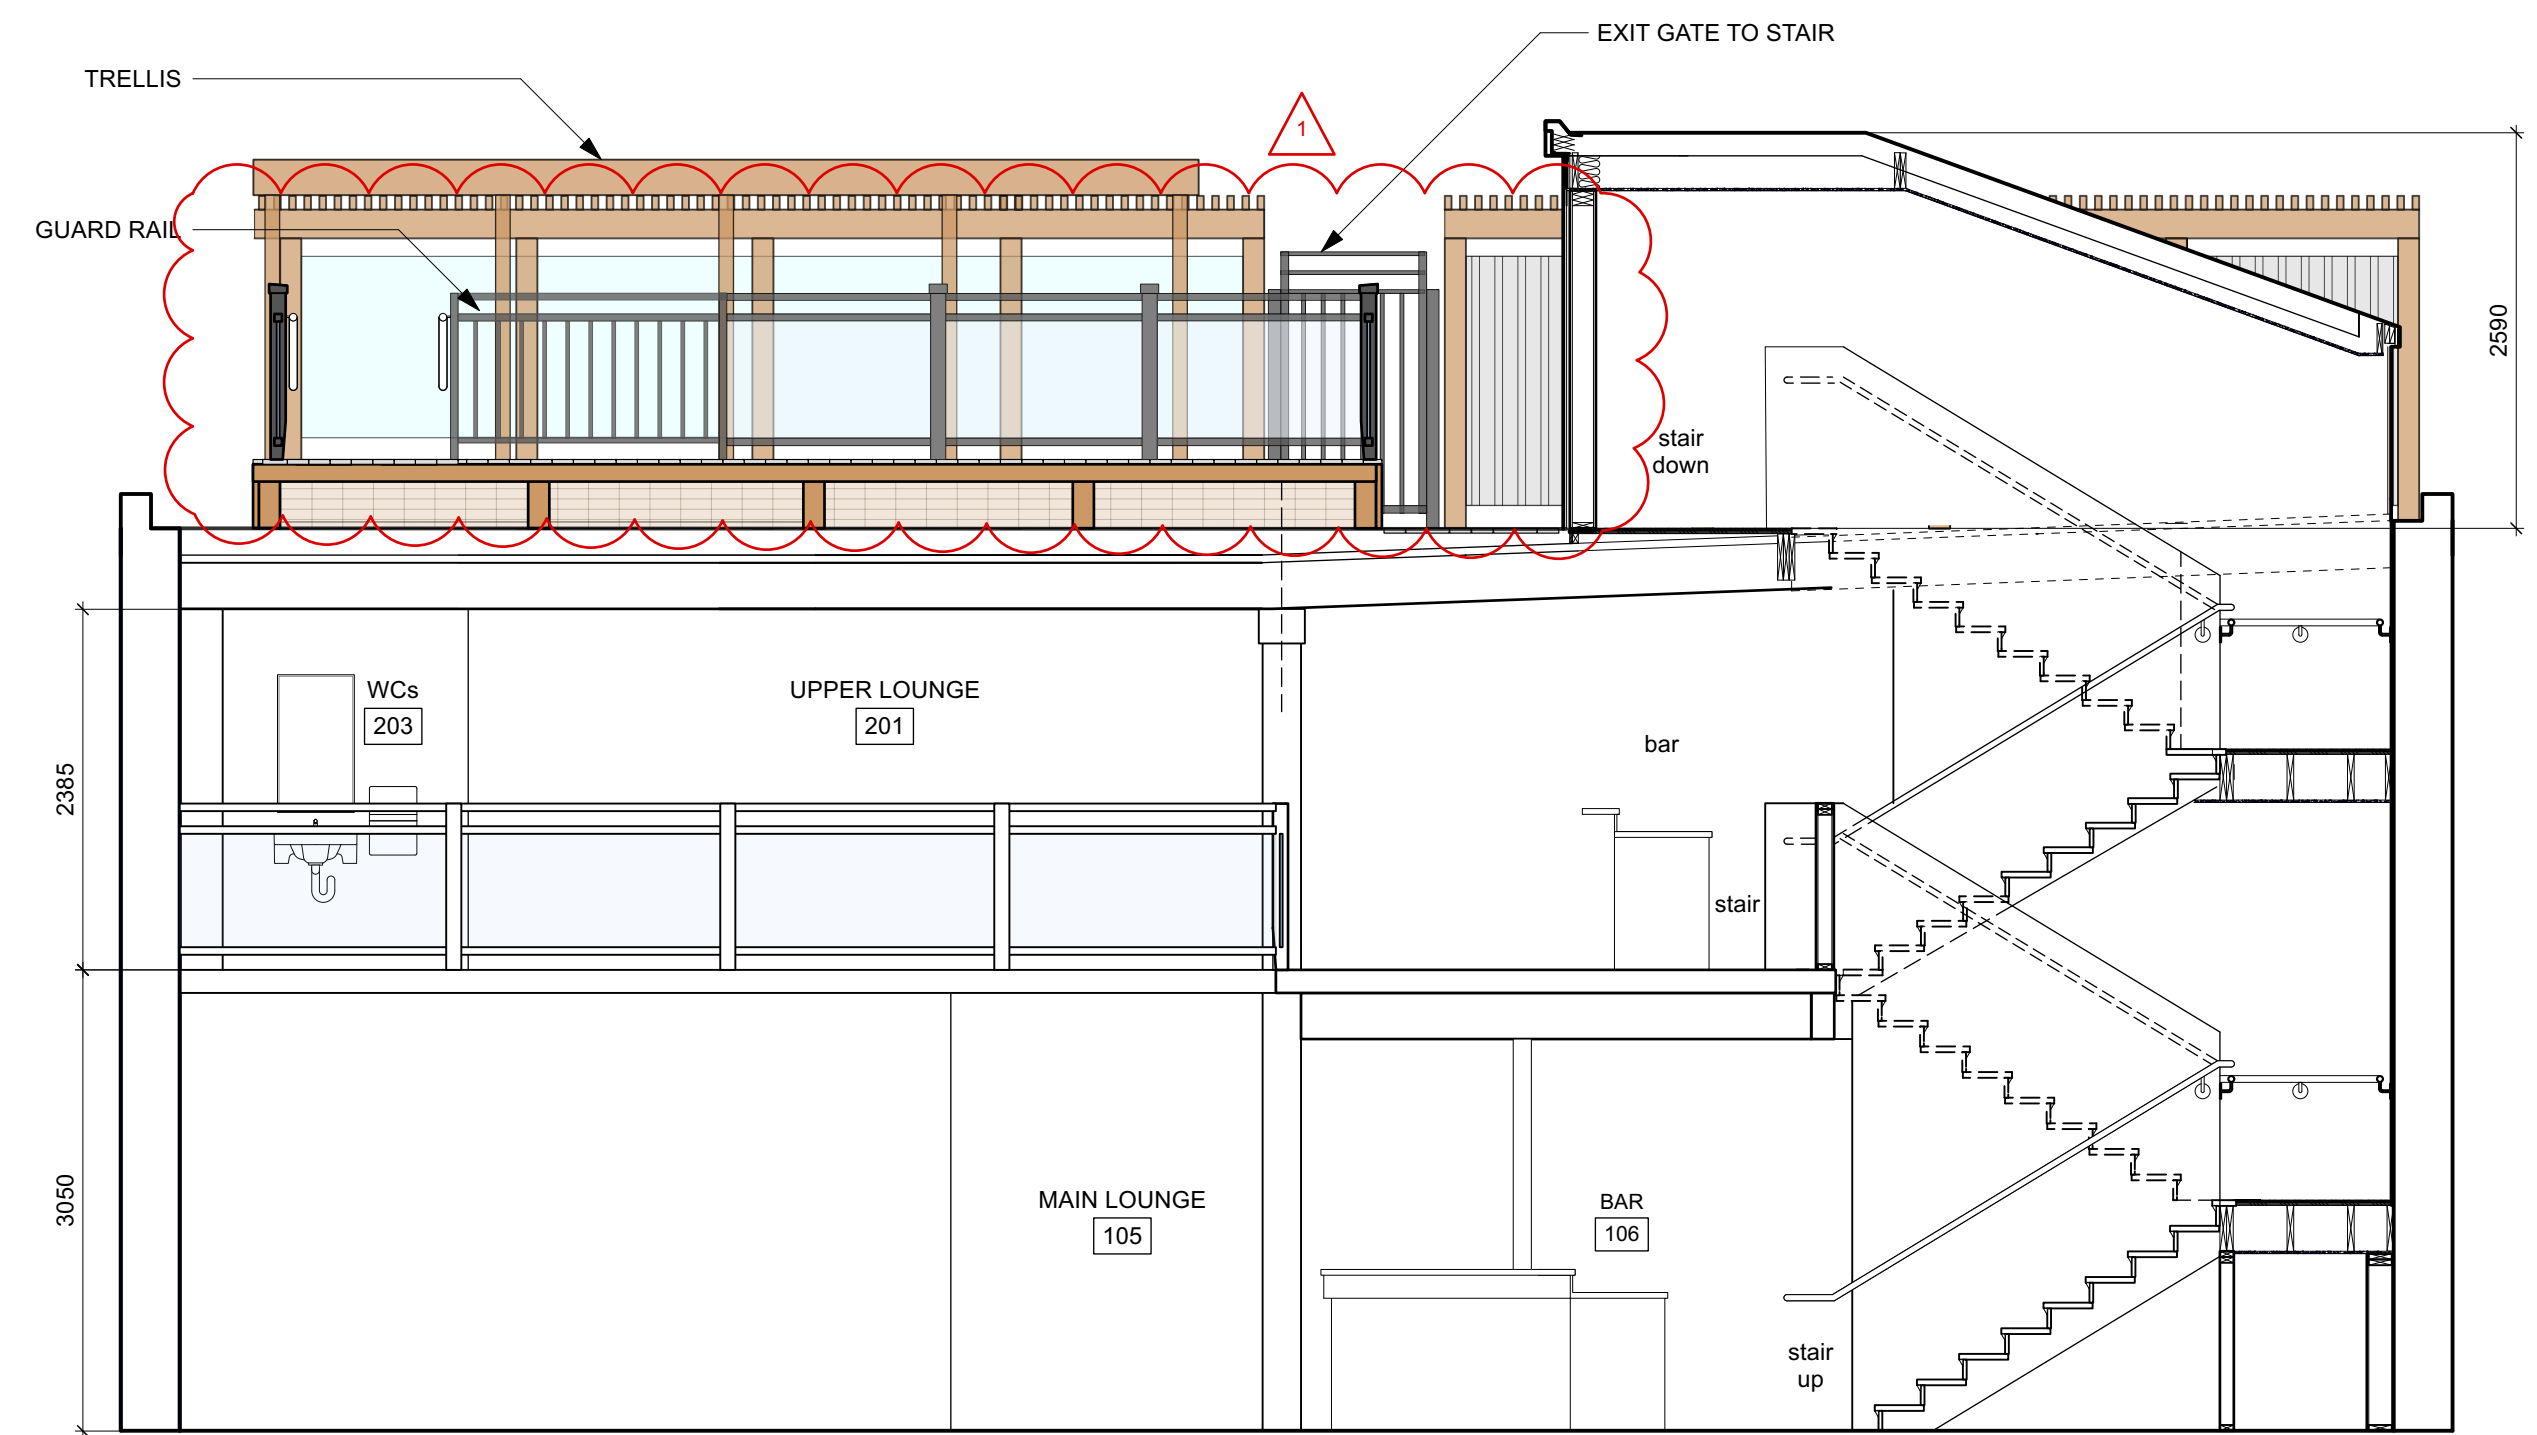 EXIT GATE TO STAIR
TRELLIS
1
GUARD RAIL
2590
stair
down
WCs
203
UPPER LOUNGE
201
bar
2385
stair
MAIN LOUNGE
105
BAR
106
3050
stair
up